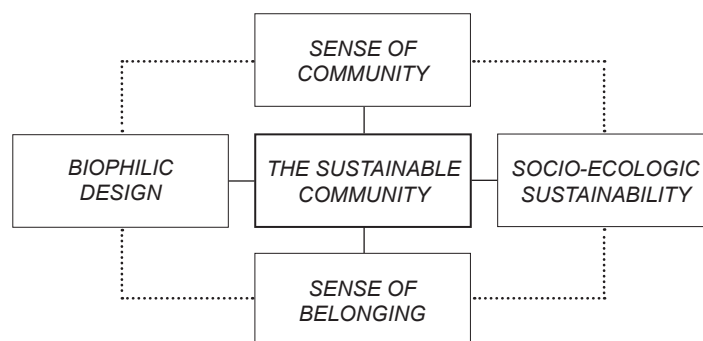 SENSE OF
COMMUNITY
BIOPHILIC
DESIGN
THE SUSTAINABLE
COMMUNITY
SOCIO-ECOLOGIC
SUSTAINABILITY
SENSE OF
BELONGING